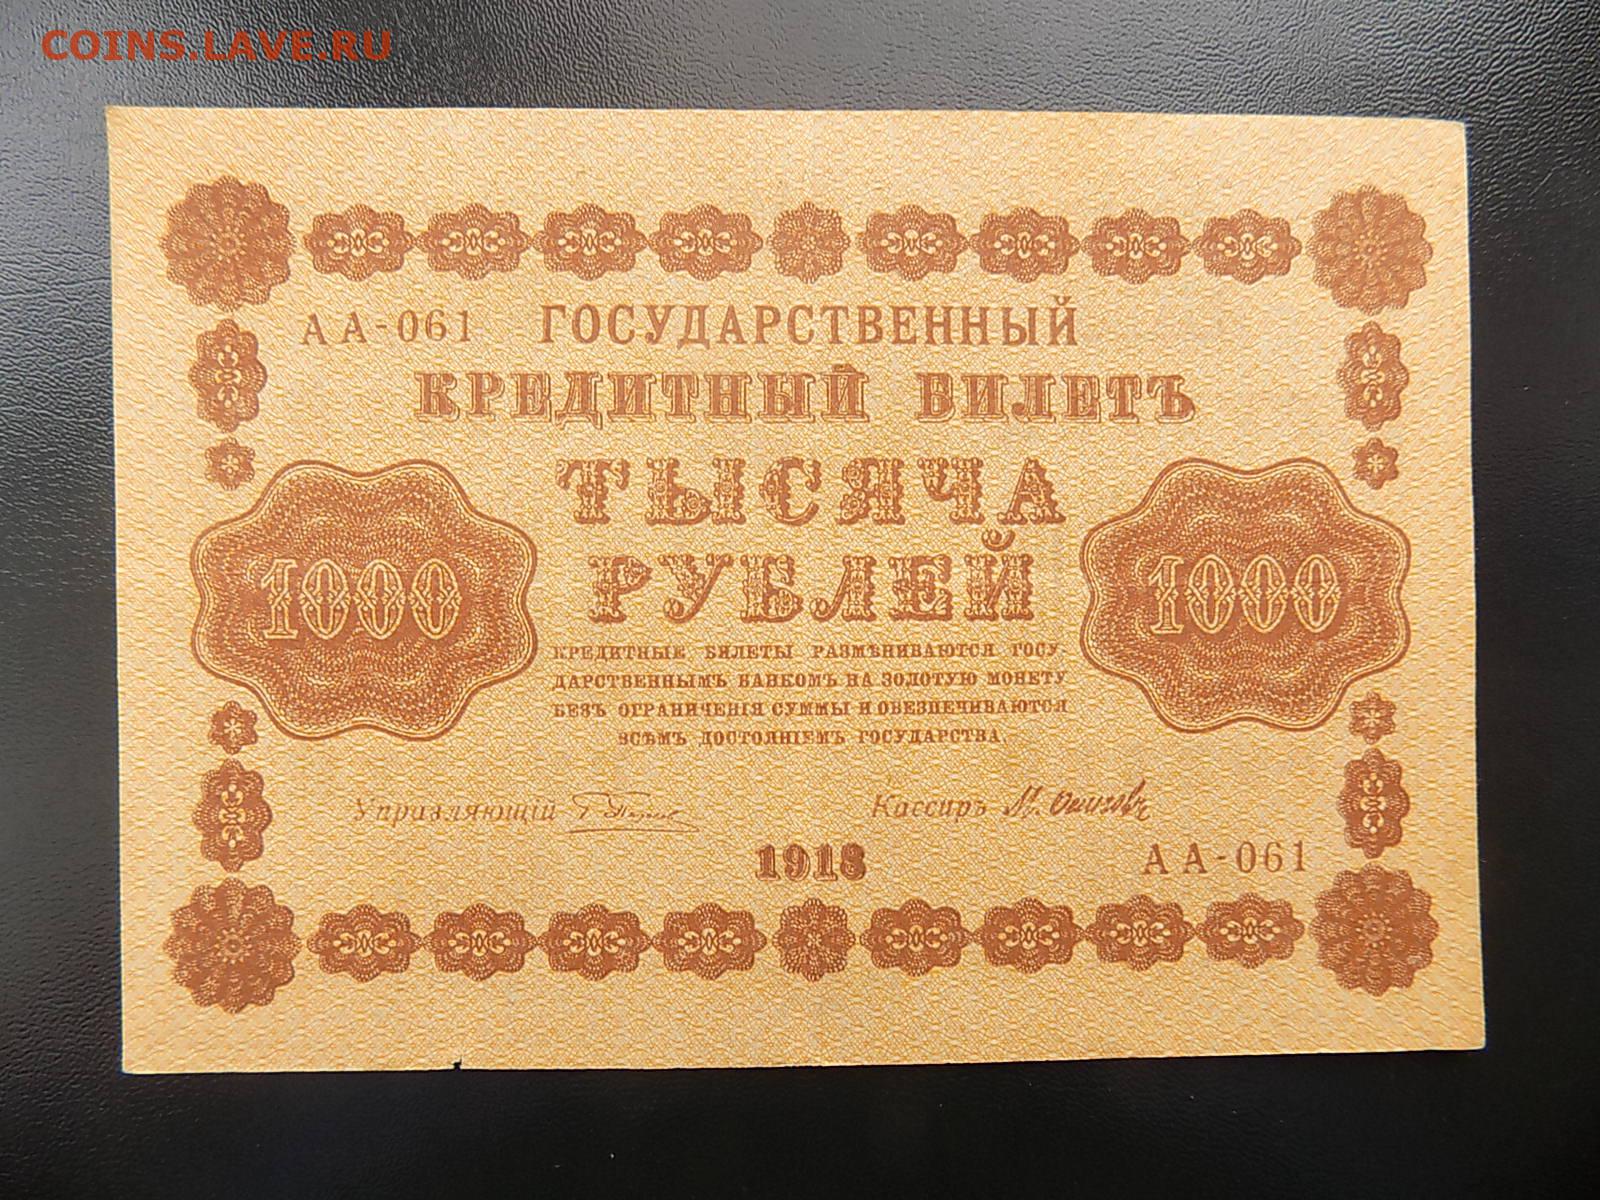 COINS.LAVE.RU
АА-061 ГОСУДАРСТВЕННЫЙ
КРЕДИТНЫЙ БИЛЕТЪ
ТЫСЯЧА
РУБЛЕЙ
1000 1000
КРЕДИТНЫЕ БИЛЕТЫ РАЗМѢНИВАЮТСЯ ГОСУ-
ДАРСТВЕННЫМЪ БАНКОМЪ НА ЗОЛОТУЮ МОНЕТУ
БЕЗЪ ОГРАНИЧЕНІЯ СУММЫ И ОБЕЗПЕЧИВАЮТСЯ
ВСѢМЪ ДОСТОЯНІЕМЪ ГОСУДАРСТВА.
Управляющій Кассиръ М. Осиповъ
1918 АА-061